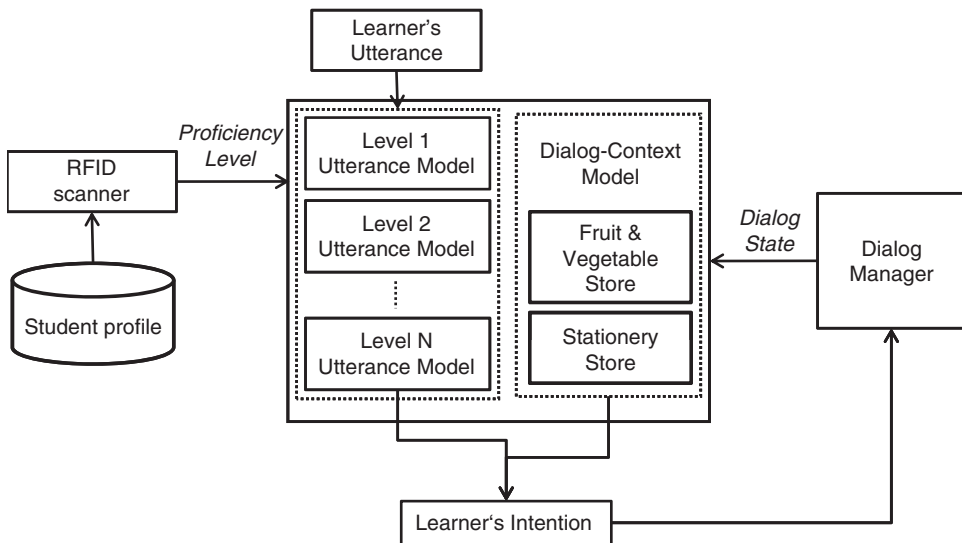 Learner's
Utterance
Proficiency
Level
RFID
scanner
Student profile
Level 1
Utterance Model
Level 2
Utterance Model
Level N
Utterance Model
Dialog-Context
Model
Fruit &
Vegetable
Store
Stationery
Store
Dialog
State
Dialog
Manager
Learner‘s Intention